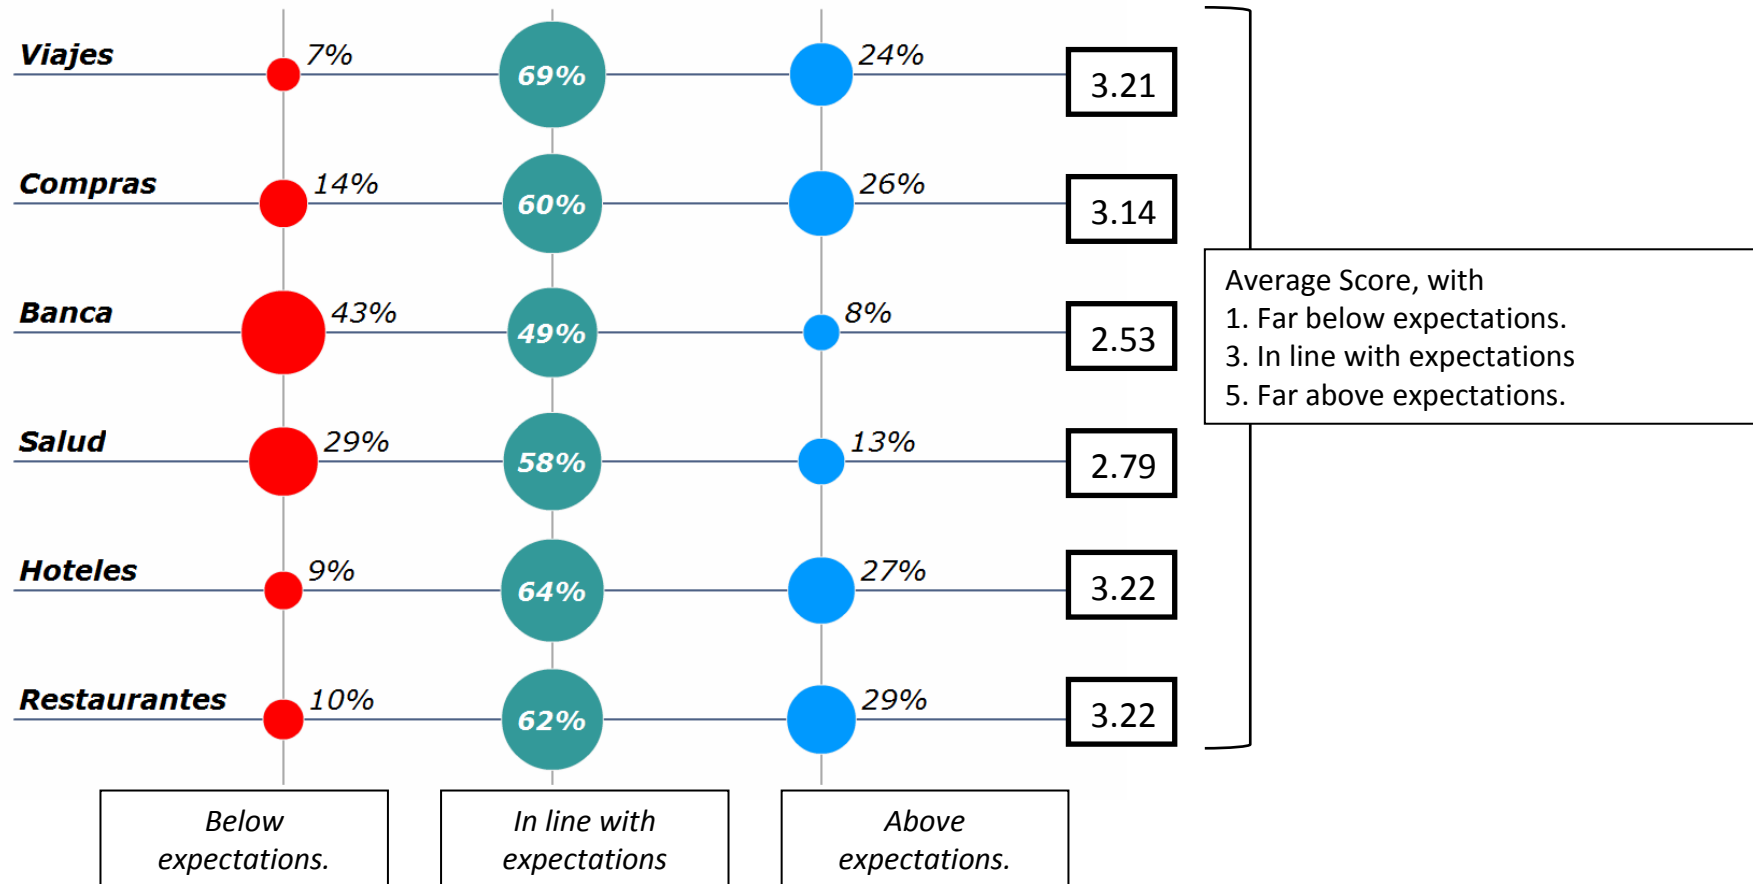 Viajes 7% 69% 24% 3.21
Compras 14% 60% 26% 3.14
Banca 43% 49% 8% 2.53
Salud 29% 58% 13% 2.79
Hoteles 9% 64% 27% 3.22
Restaurantes 10% 62% 29% 3.22
Average Score, with
1. Far below expectations.
3. In line with expectations
5. Far above expectations.
Below
expectations.
In line with
expectations
Above
expectations.